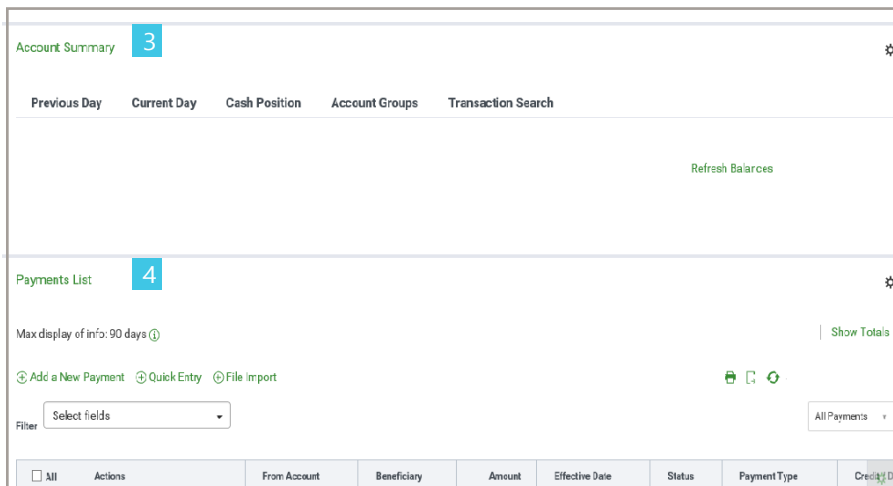 Account Summary 3
Previous Day Current Day Cash Position Account Groups Transaction Search
Refresh Balances
Payments List 4
Max display of info: 90 days
Show Totals
Add a New Payment Quick Entry File Import
Filter Select fields
All Payments
All Actions From Account Beneficiary Amount Effective Date Status Payment Type Credit/D